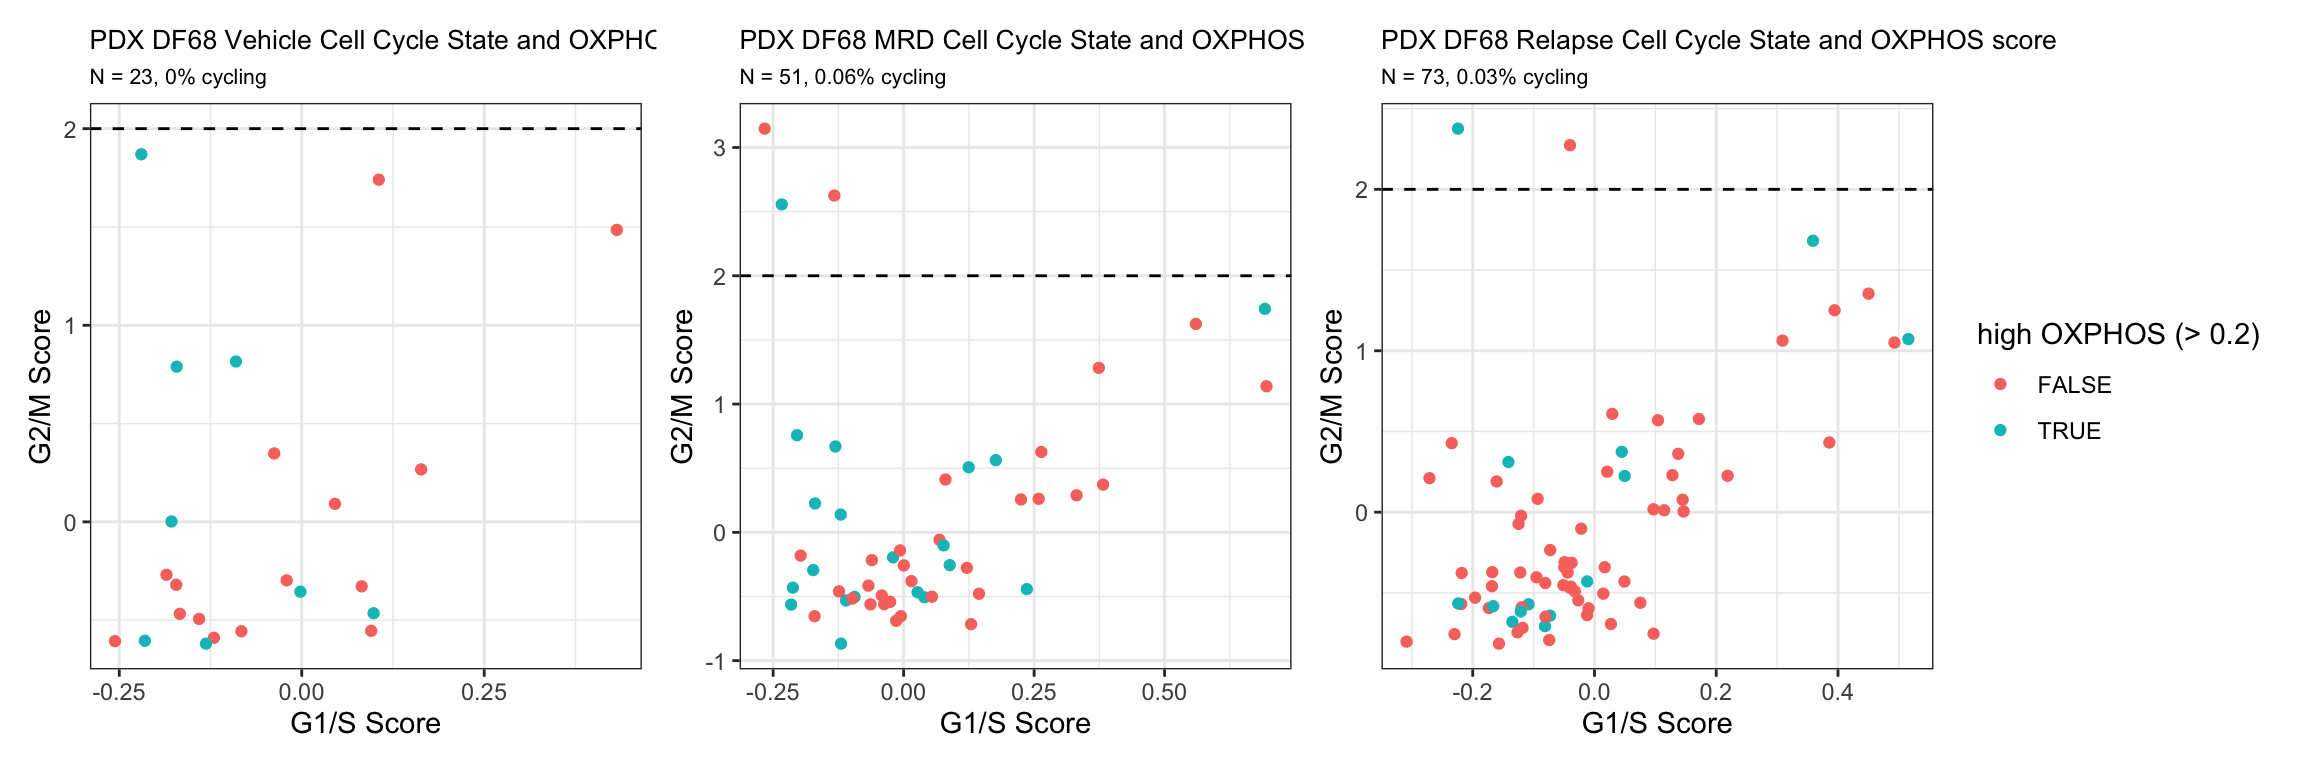 PDX DF68 Vehicle Cell Cycle State and OXPHC
N = 23, 0% cycling
2
1
0
G2/M Score
-0.25
0.00
0.25
G1/S Score
PDX DF68 MRD Cell Cycle State and OXPHOS
N = 51, 0.06% cycling
3
2
1
0
-1
G2/M Score
-0.25
0.00
0.25
0.50
G1/S Score
PDX DF68 Relapse Cell Cycle State and OXPHOS score
N = 73, 0.03% cycling
2
1
0
G2/M Score
-0.2
0.0
0.2
0.4
G1/S Score
high OXPHOS (> 0.2)
FALSE
TRUE